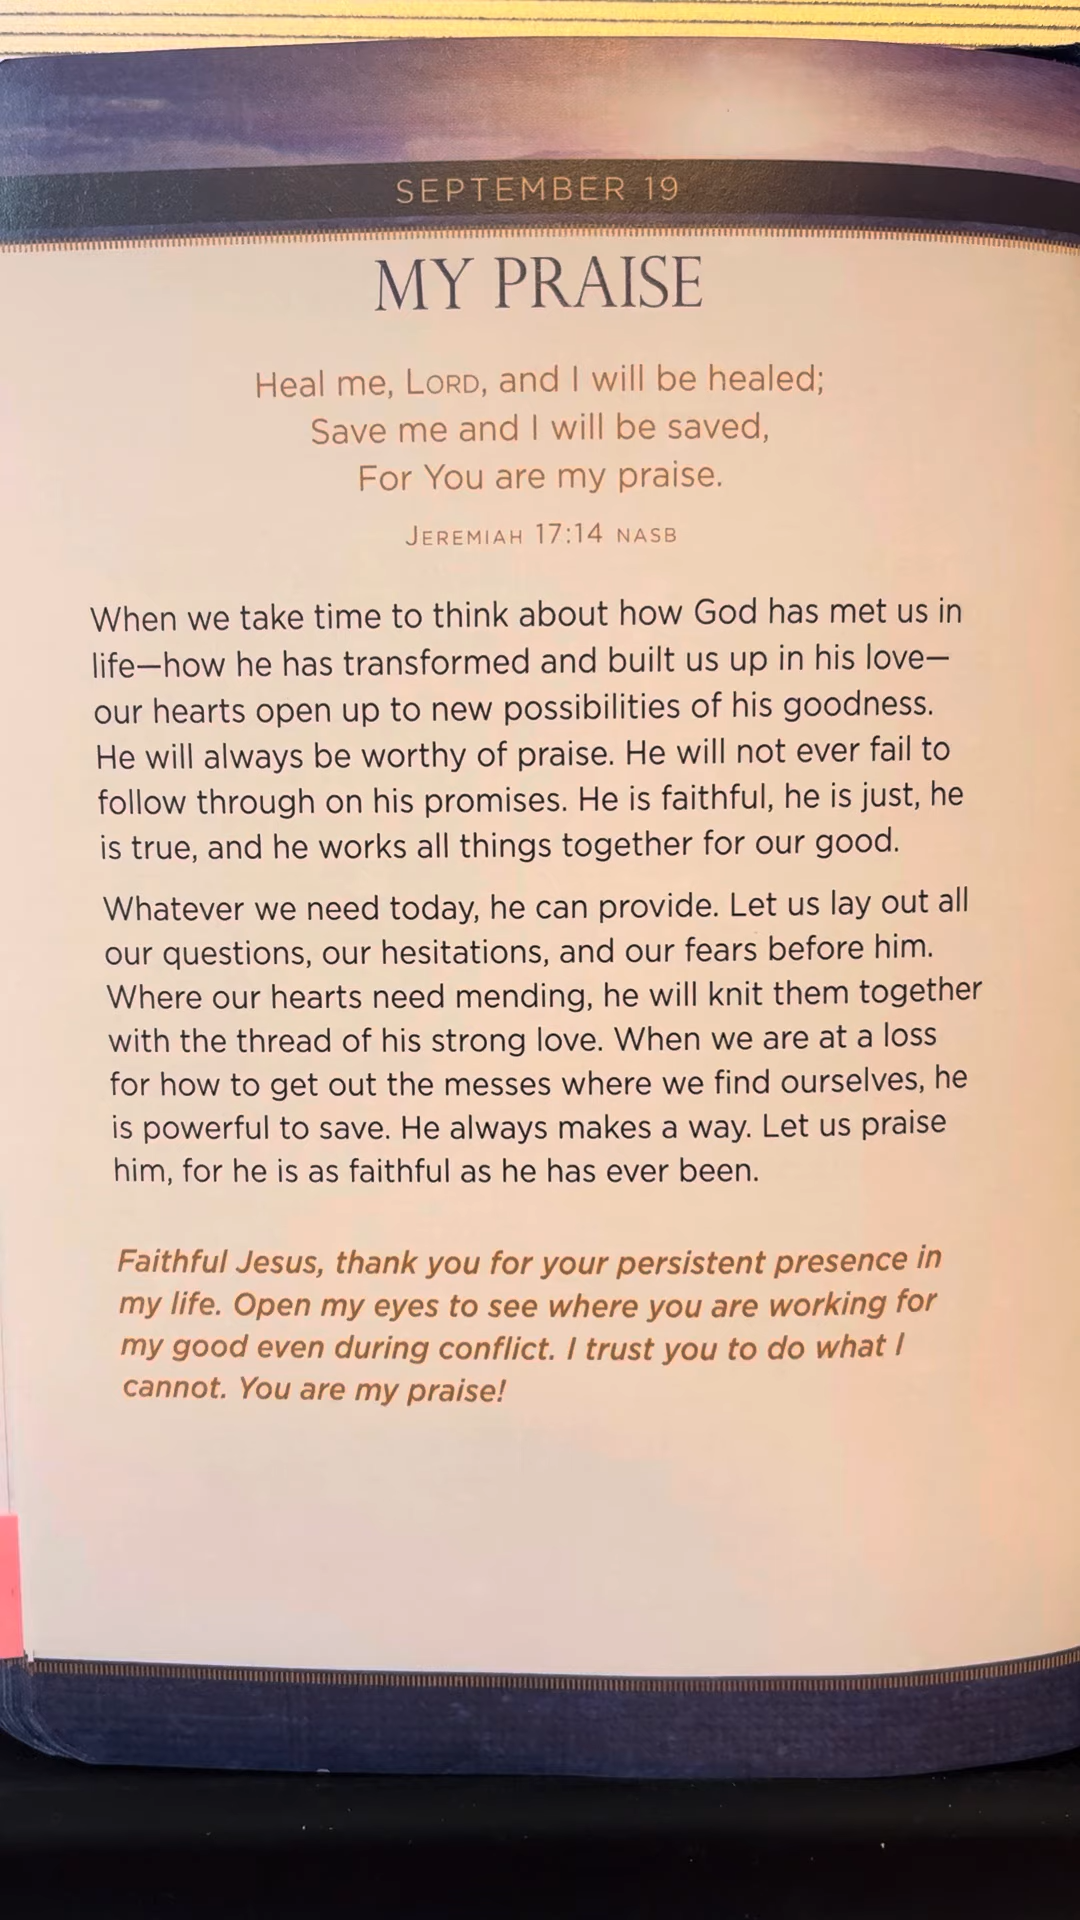 SEPTEMBER 19
MY PRAISE
Heal me, LORD, and I will be healed;
Save me and I will be saved,
For You are my praise.
JEREMIAH 17:14 NASB
When we take time to think about how God has met us in
life—how he has transformed and built us up in his love—
our hearts open up to new possibilities of his goodness.
He will always be worthy of praise. He will not ever fail to
follow through on his promises. He is faithful, he is just, he
is true, and he works all things together for our good.
Whatever we need today, he can provide. Let us lay out all
our questions, our hesitations, and our fears before him.
Where our hearts need mending, he will knit them together
with the thread of his strong love. When we are at a loss
for how to get out the messes where we find ourselves, he
is powerful to save. He always makes a way. Let us praise
him, for he is as faithful as he has ever been.
Faithful Jesus, thank you for your persistent presence in
my life. Open my eyes to see where you are working for
my good even during conflict. I trust you to do what I
cannot. You are my praise!